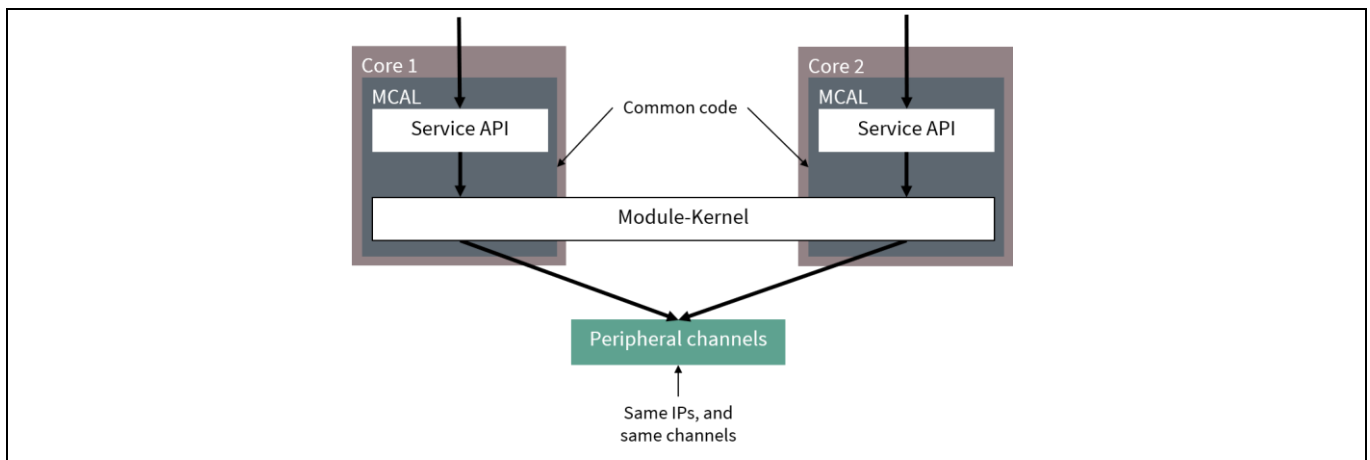 Core 1
Core 2
MCAL
MCAL
Service API
Common code
Service API
Module-Kernel
Peripheral channels
Same IPs, and
same channels